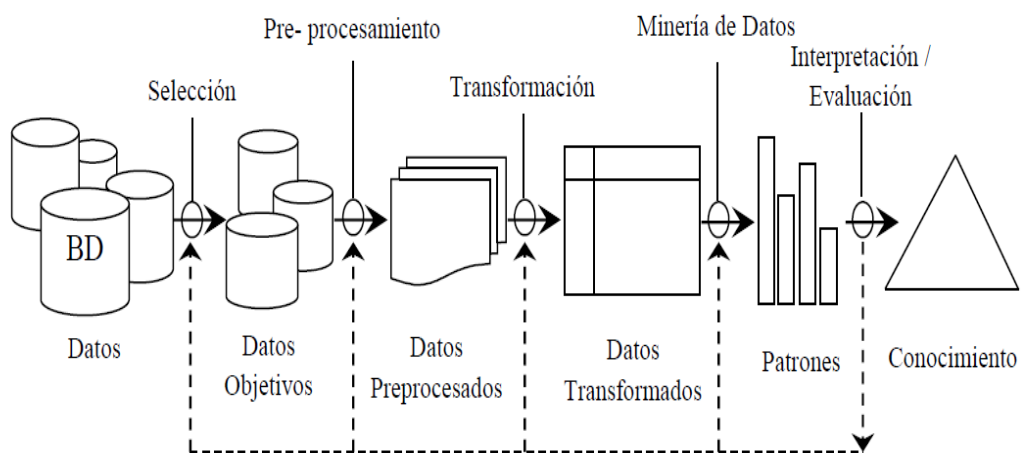 Pre- procesamiento
Minería de Datos
Interpretación /
Evaluación
Selección
Transformación
BD
Datos
Datos
Objetivos
Datos
Preprocesados
Datos
Transformados
Patrones
Conocimiento